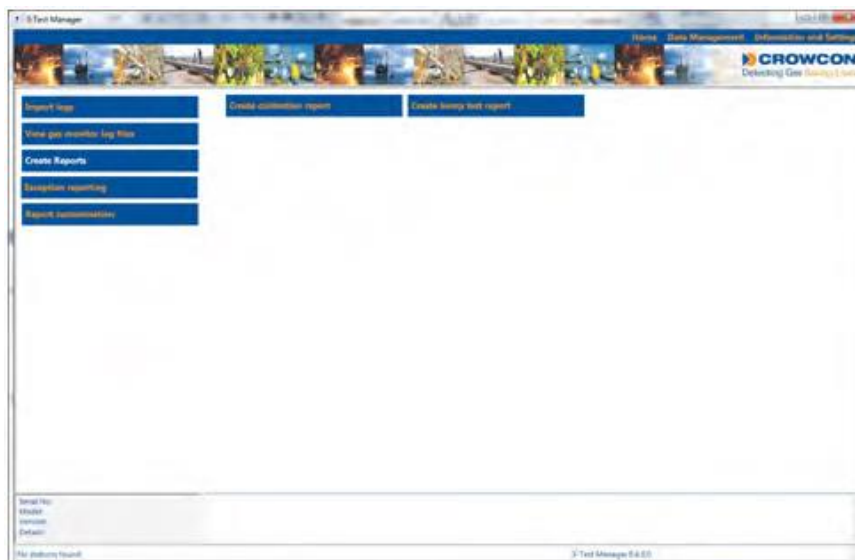 I-Test Manager
Home Data Management Information and Settings
CROWCON
Detecting Gas Saving Lives
Import logs
Create calibration report
Create bump test report
View gas monitor log files
Create Reports
Exception reporting
Report customisation
Serial No:
Model:
Version:
Details:
No stations found
I-Test Manager